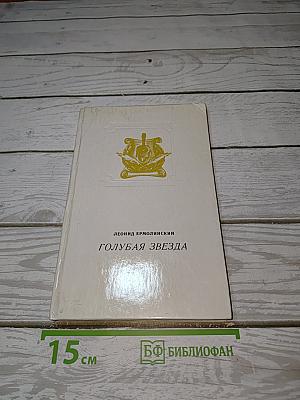 ЛЕОНИД ЕРМОЛИНСКИЙ
ГОЛУБАЯ ЗВЕЗДА
15 см
БФ БИБЛИОФАН